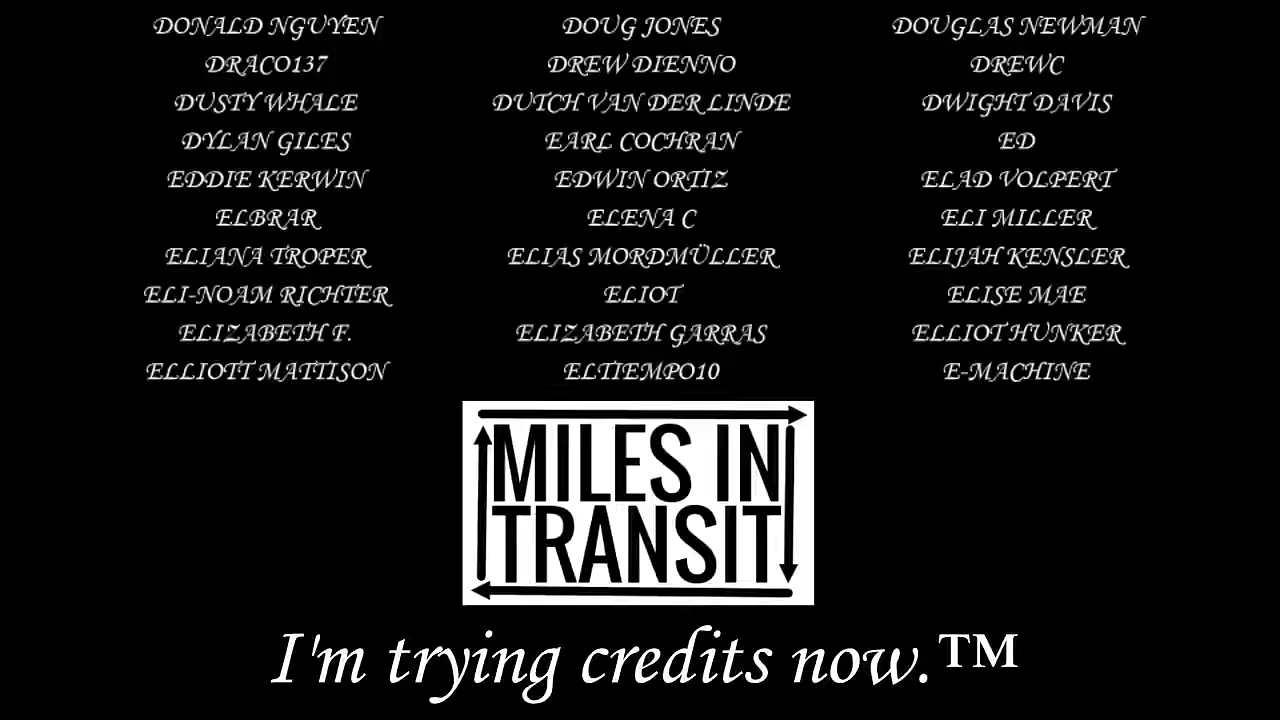 DONALD NGUYEN DOUG JONES DOUGLAS NEWMAN
DRACO137 DREW DIENNO DREWC
DUSTY WHALE DUTCH VAN DER LINDE DWIGHT DAVIS
DYLAN GILES EARL COCHRAN ED
EDDIE KERWIN EDWIN ORTIZ ELAD VOLPERT
ELBRAR ELENA C ELI MILLER
ELIANA TROPER ELIAS MORDMÜLLER ELIJAH KENSLER
ELI-NOAM RICHTER ELIOT ELISE MAE
ELIZABETH F. ELIZABETH GARRAS ELLIOT HUNKER
ELLIOTT MATTISON ELTIEMPO10 E-MACHINE
MILES IN
TRANSIT
I'm trying credits now.™